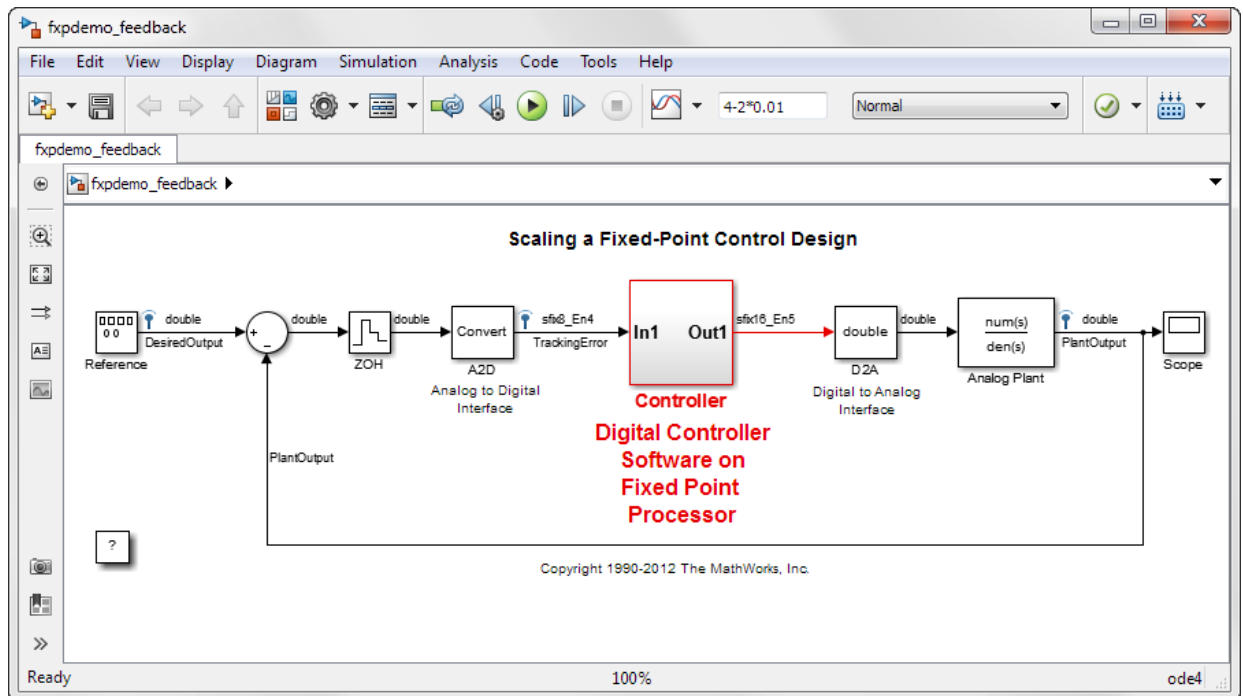 fxpdemo_feedback
File Edit View Display Diagram Simulation Analysis Code Tools Help
4-2*0.01 Normal
fxpdemo_feedback
fxpdemo_feedback
Scaling a Fixed-Point Control Design
Reference
double
DesiredOutput
+
-
double
ZOH
double
Convert
A2D
Analog to Digital
Interface
sfix8_En4
TrackingError
In1 Out1
Controller
Digital Controller
Software on
Fixed Point
Processor
sfix16_En5
double
D2A
Digital to Analog
Interface
double
num(s)
den(s)
Analog Plant
double
PlantOutput
Scope
PlantOutput
?
Copyright 1990-2012 The MathWorks, Inc.
Ready 100% ode4